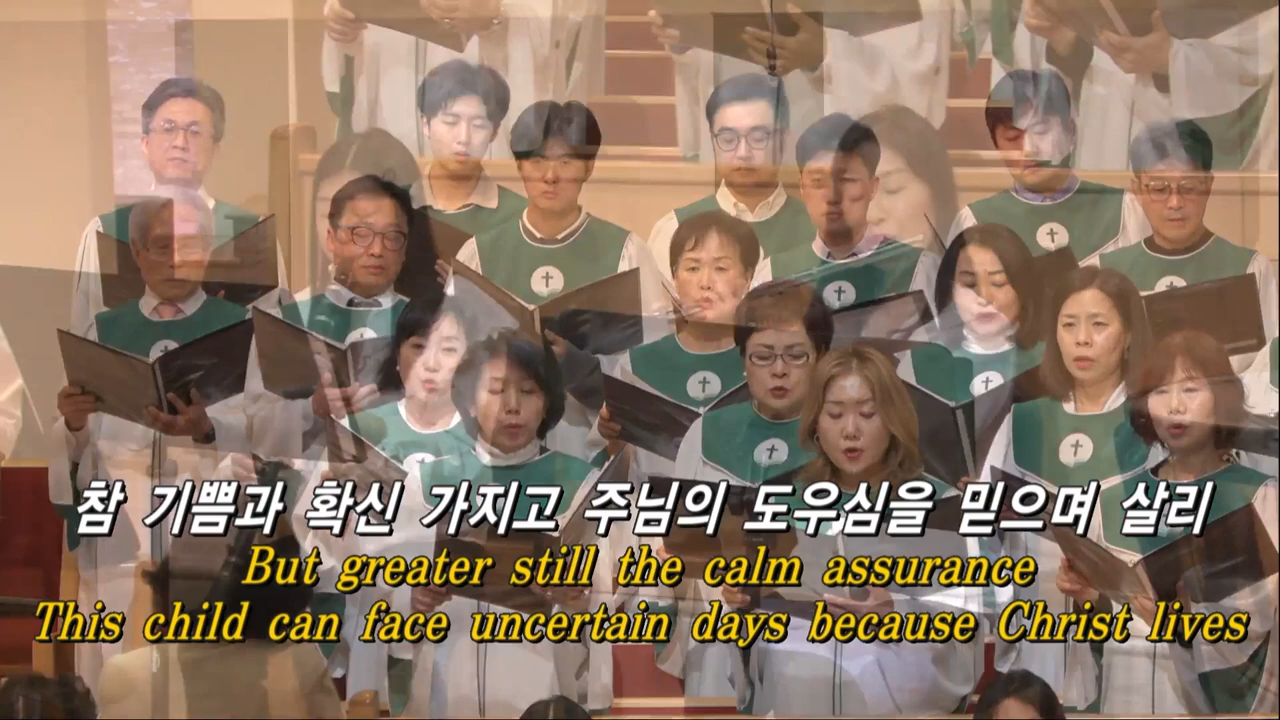 참 기쁨과 확신 가지고 주님의 도우심을 믿으며 살리
But greater still the calm assurance
This child can face uncertain days because Christ lives